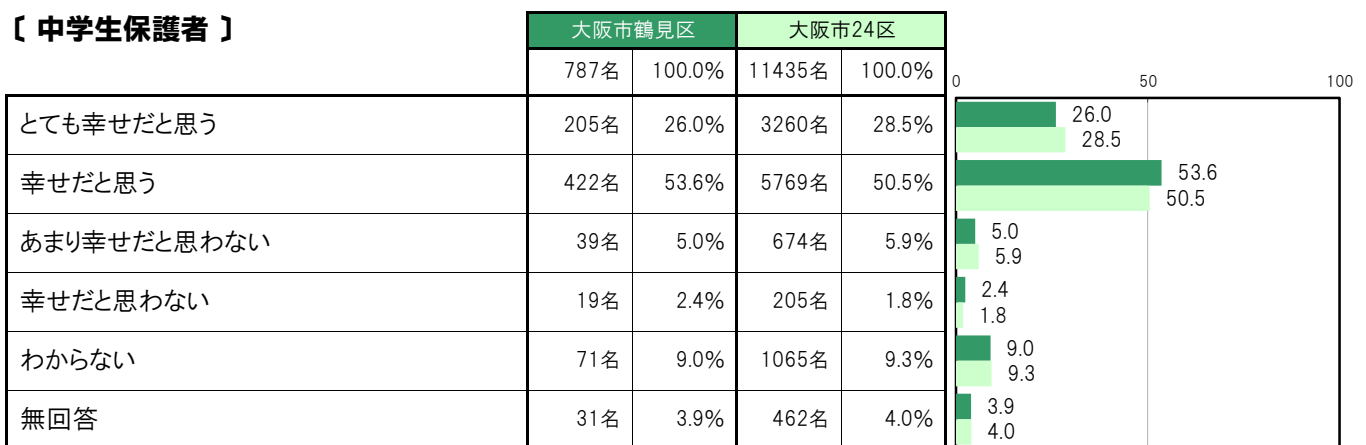 〔 中学生保護者 〕
大阪市鶴見区 大阪市24区
787名 100.0% 11435名 100.0%
0 50 100
とても幸せだと思う 205名 26.0% 3260名 28.5% 26.0
28.5
幸せだと思う 422名 53.6% 5769名 50.5% 53.6
50.5
あまり幸せだと思わない 39名 5.0% 674名 5.9% 5.0
5.9
幸せだと思わない 19名 2.4% 205名 1.8% 2.4
1.8
わからない 71名 9.0% 1065名 9.3% 9.0
9.3
無回答 31名 3.9% 462名 4.0% 3.9
4.0